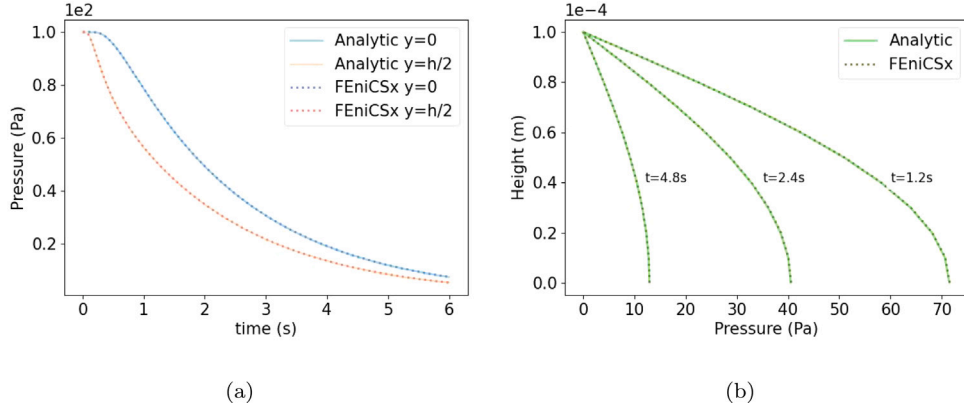 1e2
Pressure (Pa)
1.0
0.8
0.6
0.4
0.2
0 1 2 3 4 5 6
time (s)
Analytic y=0
Analytic y=h/2
FEniCSx y=0
FEniCSx y=h/2
(a)
1e−4
Height (m)
1.0
0.8
0.6
0.4
0.2
0.0
0 10 20 30 40 50 60 70
Pressure (Pa)
Analytic
FEniCSx
t=4.8s
t=2.4s
t=1.2s
(b)